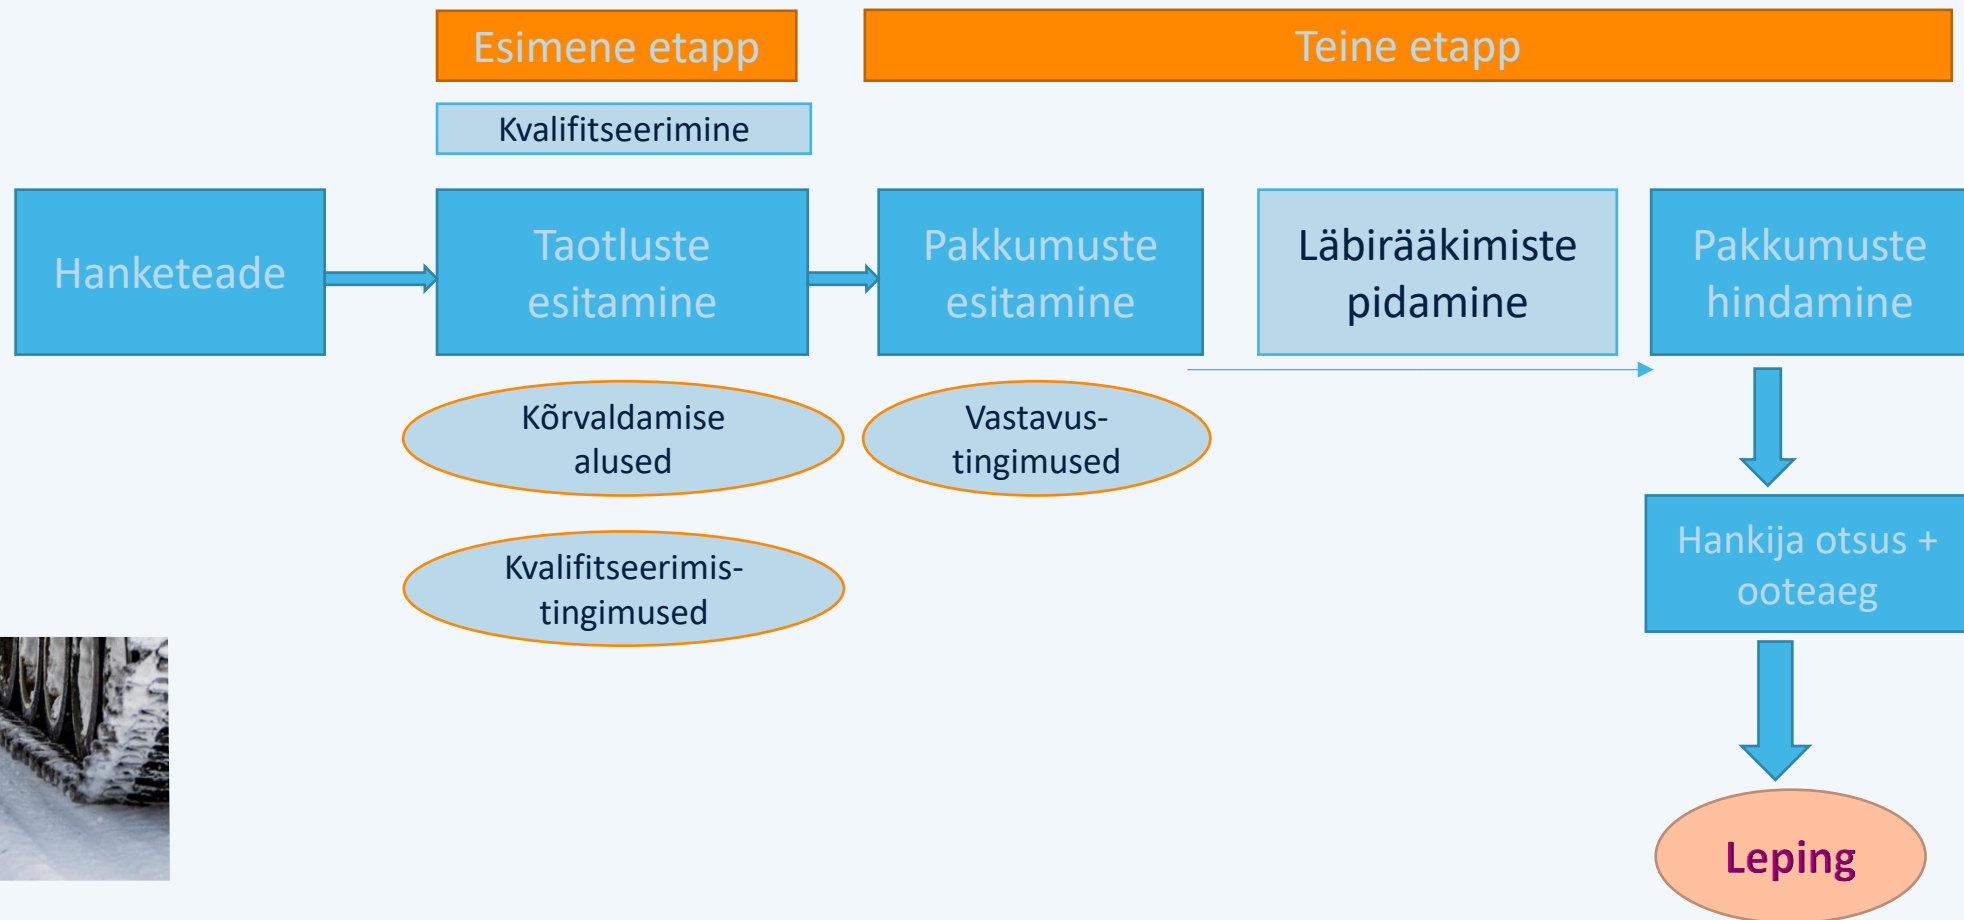 Esimene etapp
Teine etapp
Kvalifitseerimine
Hanketeade
Taotluste
esitamine
Pakkumuste
esitamine
Läbirääkimiste
pidamine
Pakkumuste
hindamine
Kõrvaldamise
alused
Vastavus-
tingimused
Kvalifitseerimis-
tingimused
Hankija otsus +
ooteaeg
Leping